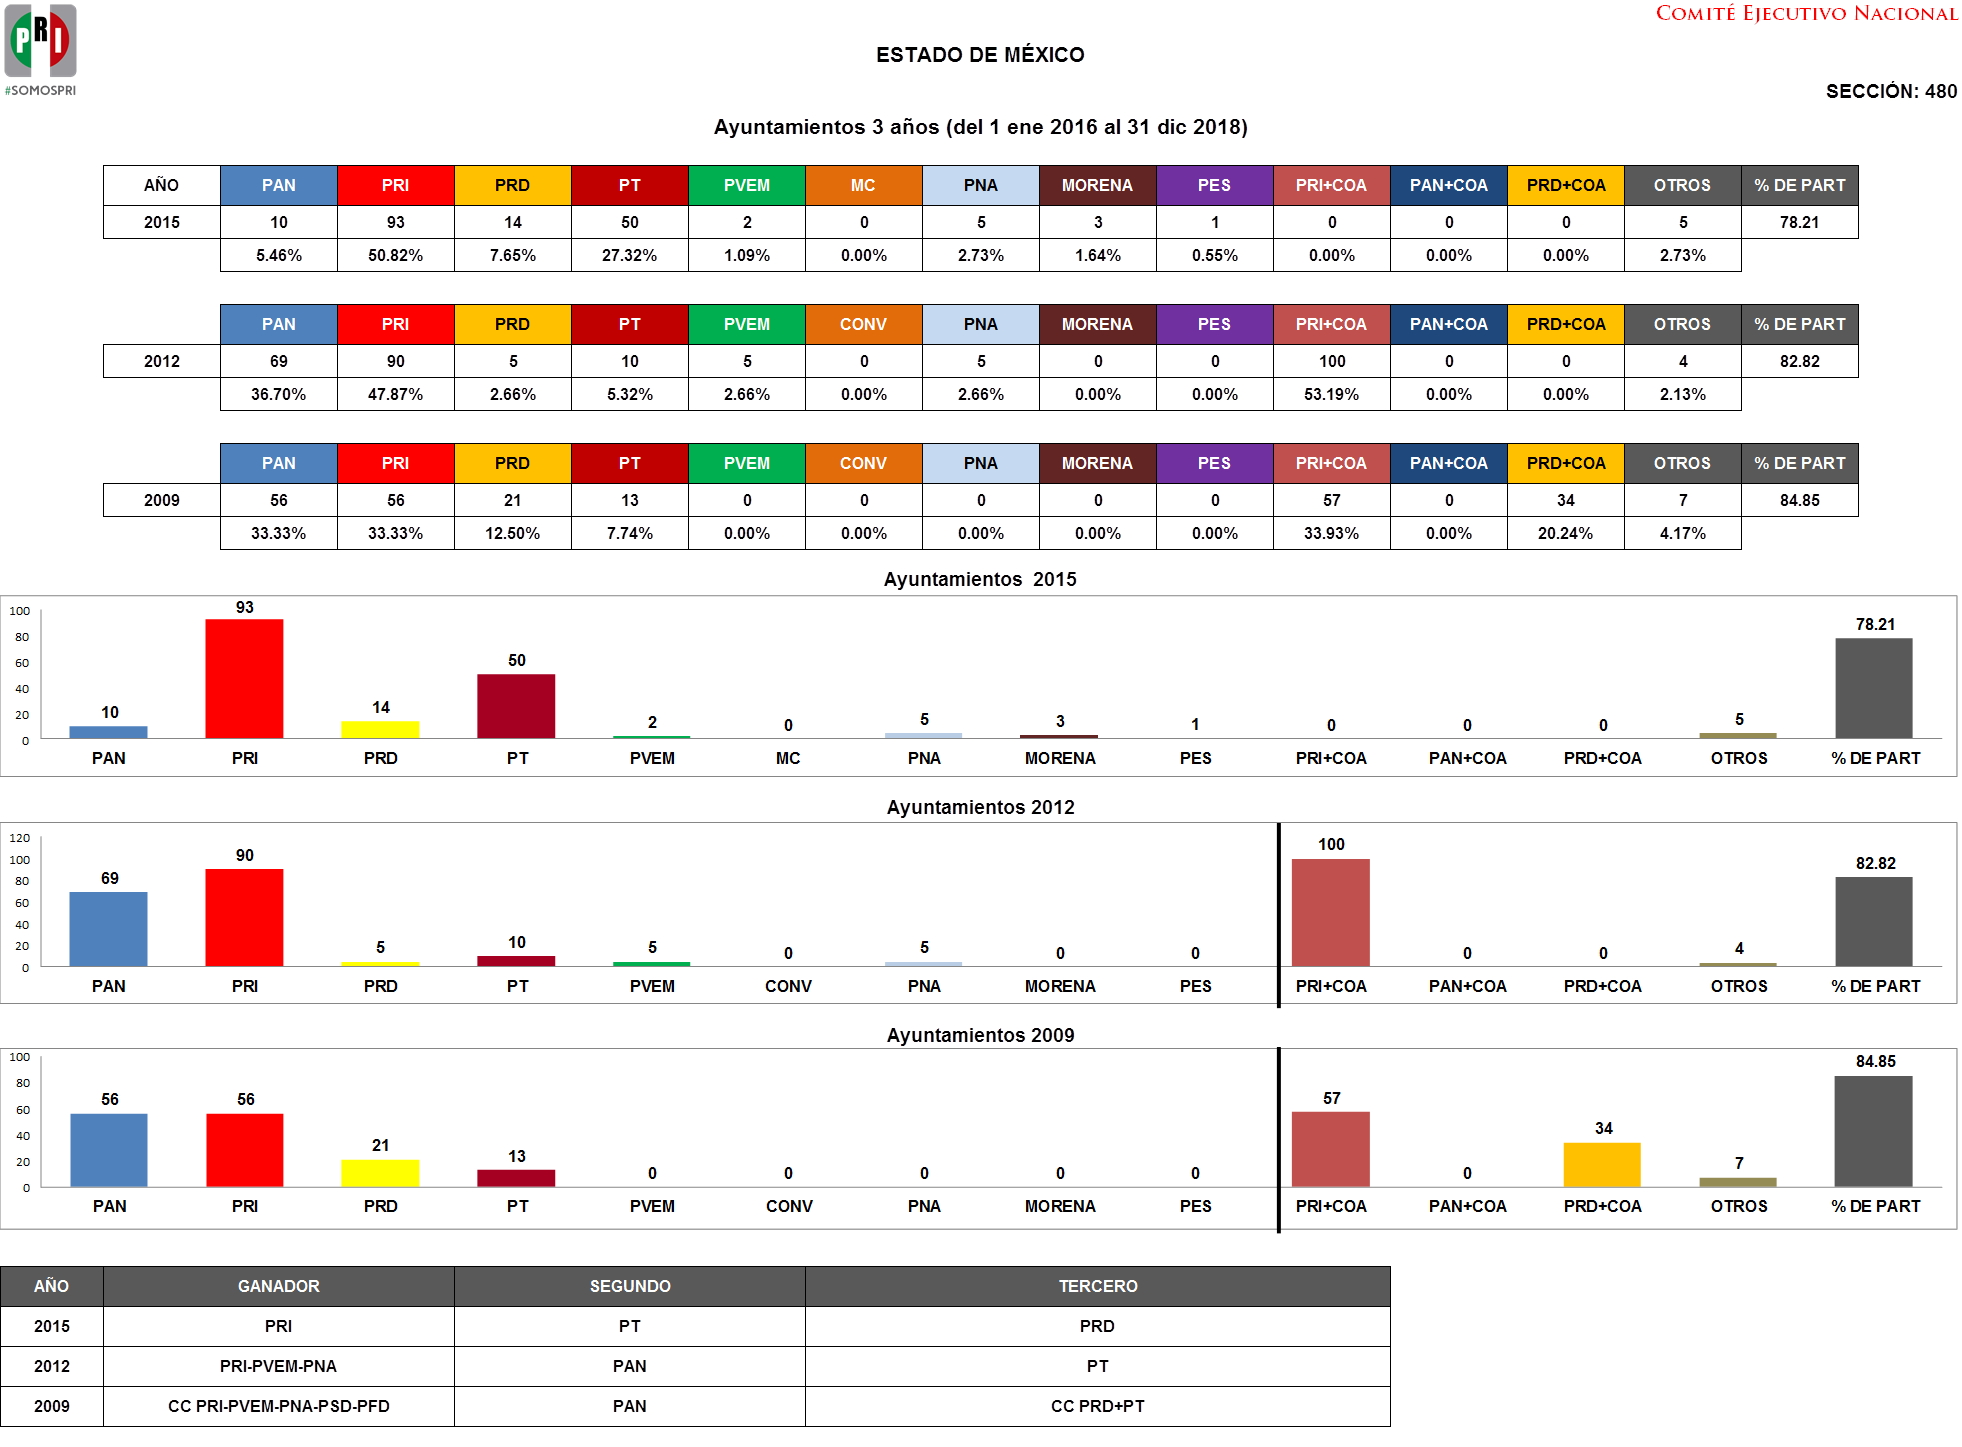 COMITÉ EJECUTIVO NACIONAL
PRI
#SOMOSPRI
ESTADO DE MÉXICO
SECCIÓN: 480
Ayuntamientos 3 años (del 1 ene 2016 al 31 dic 2018)
AÑO PAN PRI PRD PT PVEM MC PNA MORENA PES PRI+COA PAN+COA PRD+COA OTROS % DE PART
2015 10 93 14 50 2 0 5 3 1 0 0 0 5 78.21
5.46% 50.82% 7.65% 27.32% 1.09% 0.00% 2.73% 1.64% 0.55% 0.00% 0.00% 0.00% 2.73%
PAN PRI PRD PT PVEM CONV PNA MORENA PES PRI+COA PAN+COA PRD+COA OTROS % DE PART
2012 69 90 5 10 5 0 5 0 0 100 0 0 4 82.82
36.70% 47.87% 2.66% 5.32% 2.66% 0.00% 2.66% 0.00% 0.00% 53.19% 0.00% 0.00% 2.13%
PAN PRI PRD PT PVEM CONV PNA MORENA PES PRI+COA PAN+COA PRD+COA OTROS % DE PART
2009 56 56 21 13 0 0 0 0 0 57 0 34 7 84.85
33.33% 33.33% 12.50% 7.74% 0.00% 0.00% 0.00% 0.00% 0.00% 33.93% 0.00% 20.24% 4.17%
Ayuntamientos 2015
100
80
60
40
20
0
10 93 14 50 2 0 5 3 1 0 0 0 5 78.21
PAN PRI PRD PT PVEM MC PNA MORENA PES PRI+COA PAN+COA PRD+COA OTROS % DE PART
Ayuntamientos 2012
120
100
80
60
40
20
0
69 90 5 10 5 0 5 0 0 100 0 0 4 82.82
PAN PRI PRD PT PVEM CONV PNA MORENA PES PRI+COA PAN+COA PRD+COA OTROS % DE PART
Ayuntamientos 2009
100
80
60
40
20
0
56 56 21 13 0 0 0 0 0 57 0 34 7 84.85
PAN PRI PRD PT PVEM CONV PNA MORENA PES PRI+COA PAN+COA PRD+COA OTROS % DE PART
AÑO GANADOR SEGUNDO TERCERO
2015 PRI PT PRD
2012 PRI-PVEM-PNA PAN PT
2009 CC PRI-PVEM-PNA-PSD-PFD PAN CC PRD+PT